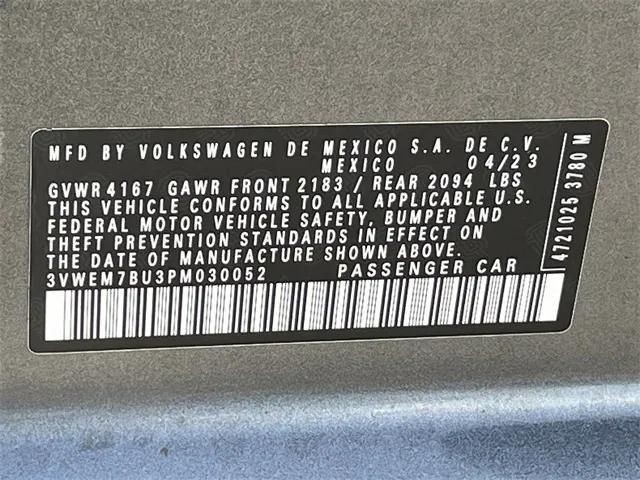 MFD BY VOLKSWAGEN DE MEXICO S.A. DE C.V.
MEXICO 04/23
GVWR 4167 GAWR FRONT 2183 / REAR 2094 LBS
THIS VEHICLE CONFORMS TO ALL APPLICABLE U.S.
FEDERAL MOTOR VEHICLE SAFETY, BUMPER AND
THEFT PREVENTION STANDARDS IN EFFECT ON
THE DATE OF MANUFACTURE SHOWN ABOVE.
3VWEM7BU3PM030052 PASSENGER CAR
4721025 3780 M